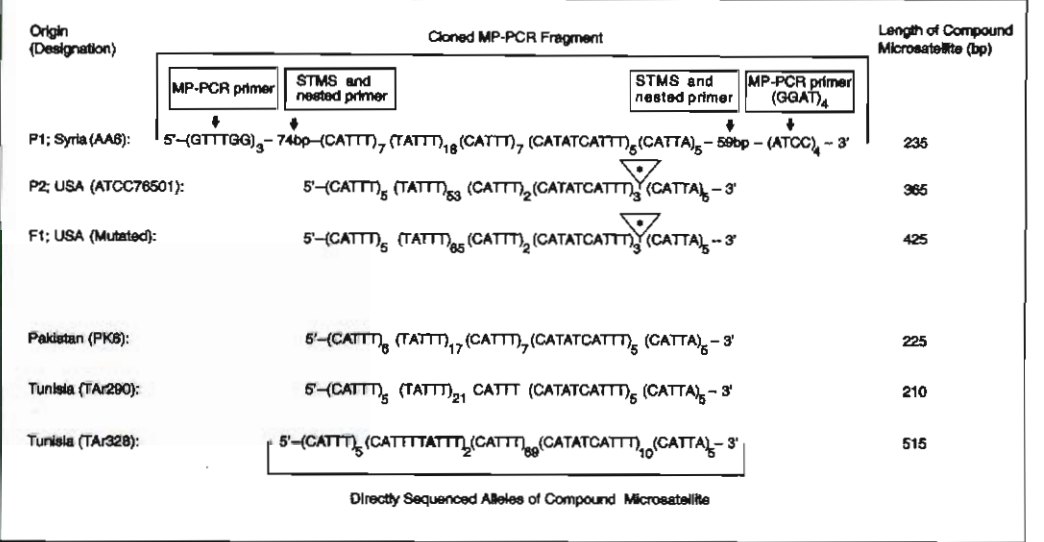 Origin (Designation)
Cloned MP-PCR Fragment
Length of Compound Microsatellite (bp)
MP-PCR primer
STMS and nested primer
STMS and nested primer
MP-PCR primer (GGAT)4
P1; Syria (AA6): 5'–(GTTTGG)3– 74bp–(CATTT)7 (TATTT)18 (CATTT)7 (CATATCATTT)5(CATTA)5– 59bp – (ATCC)4 – 3' 235
P2; USA (ATCC76501): 5'–(CATTT)5 (TATTT)53 (CATTT)2(CATATCATTT)3 (CATTA)5 – 3' 365
F1; USA (Mutated): 5'–(CATTT)5 (TATTT)65(CATTT)2(CATATCATTT)3 (CATTA)5 – 3' 425
Pakistan (PK6): 5'–(CATTT)6 (TATTT)17(CATTT)7(CATATCATTT)5 (CATTA)5 – 3' 225
Tunisia (TAr290): 5'–(CATTT)5 (TATTT)21 CATTT (CATATCATTT)5 (CATTA)5 – 3' 210
Tunisia (TAr328): 5'–(CATTT)5(CATTTTATTT)2(CATTT)69(CATATCATTT)10(CATTA)5– 3' 515
Directly Sequenced Alleles of Compound Microsatellite